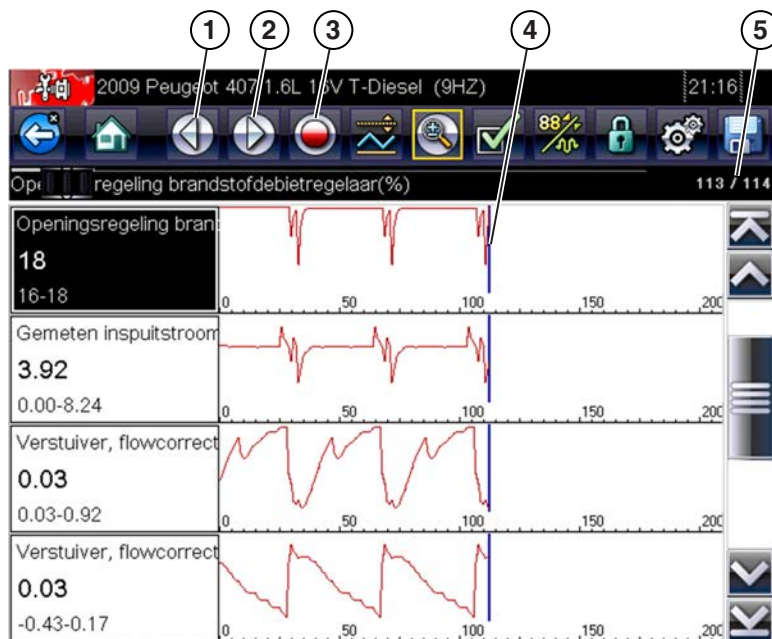 1 2 3 4 5
2009 Peugeot 407 1.6L 16V T-Diesel (9HZ) 21:16
88
regeling brandstofdebietregelaar(%) 113 / 114
Openingsregeling bran
18
16-18
0 50 100 150 200
Gemeten inspuitstroom
3.92
0.00-8.24
0 50 100 150 200
Verstuiver, flowcorrect
0.03
0.03-0.92
0 50 100 150 200
Verstuiver, flowcorrect
0.03
-0.43-0.17
0 50 100 150 200